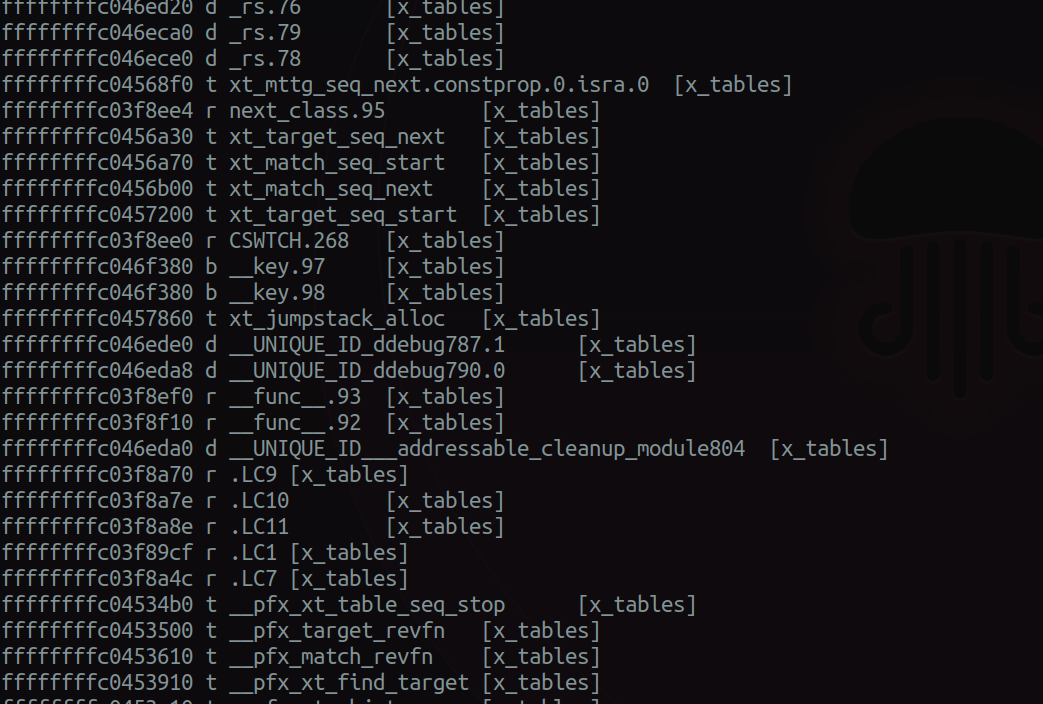 ffffffffc046ed20 d _rs.76	[x_tables]
ffffffffc046eca0 d _rs.79	[x_tables]
ffffffffc046ece0 d _rs.78	[x_tables]
ffffffffc04568f0 t xt_mttg_seq_next.constprop.0.isra.0	[x_tables]
ffffffffc03f8ee4 r next_class.95	[x_tables]
ffffffffc0456a30 t xt_target_seq_next	[x_tables]
ffffffffc0456a70 t xt_match_seq_start	[x_tables]
ffffffffc0456b00 t xt_match_seq_next	[x_tables]
ffffffffc0457200 t xt_target_seq_start	[x_tables]
ffffffffc03f8ee0 r CSWTCH.268	[x_tables]
ffffffffc046f380 b __key.97	[x_tables]
ffffffffc046f380 b __key.98	[x_tables]
ffffffffc0457860 t xt_jumpstack_alloc	[x_tables]
ffffffffc046ede0 d __UNIQUE_ID_ddebug787.1	[x_tables]
ffffffffc046eda8 d __UNIQUE_ID_ddebug790.0	[x_tables]
ffffffffc03f8ef0 r __func__.93	[x_tables]
ffffffffc03f8f10 r __func__.92	[x_tables]
ffffffffc046eda0 d __UNIQUE_ID___addressable_cleanup_module804	[x_tables]
ffffffffc03f8a70 r .LC9	[x_tables]
ffffffffc03f8a7e r .LC10	[x_tables]
ffffffffc03f8a8e r .LC11	[x_tables]
ffffffffc03f89cf r .LC1	[x_tables]
ffffffffc03f8a4c r .LC7	[x_tables]
ffffffffc04534b0 t __pfx_xt_table_seq_stop	[x_tables]
ffffffffc0453500 t __pfx_target_revfn	[x_tables]
ffffffffc0453610 t __pfx_match_revfn	[x_tables]
ffffffffc0453910 t __pfx_xt_find_target	[x_tables]